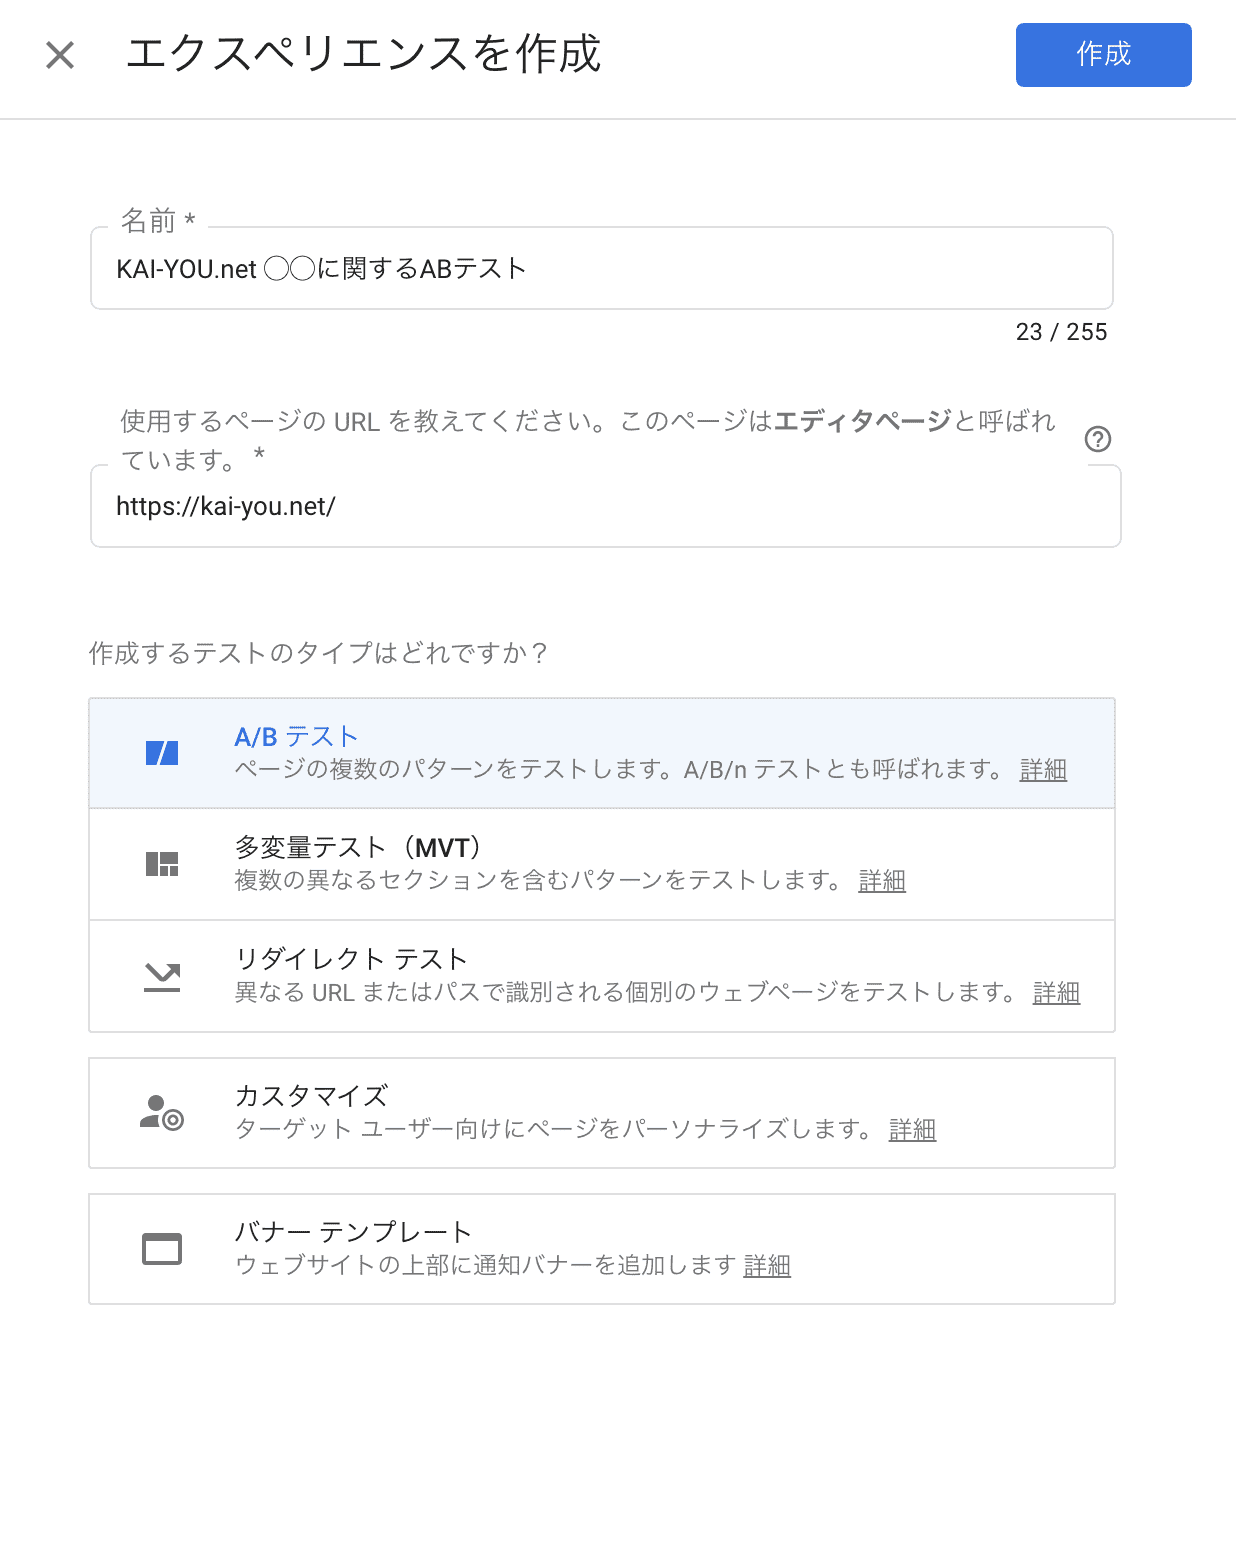 エクスペリエンスを作成
作成
名前 *
KAI-YOU.net ◯◯に関するABテスト
23 / 255
使用するページの URL を教えてください。このページはエディタページと呼ばれ
ています。 *
https://kai-you.net/
作成するテストのタイプはどれですか？
A/B テスト
ページの複数のパターンをテストします。A/B/n テストとも呼ばれます。 詳細
多変量テスト（MVT）
複数の異なるセクションを含むパターンをテストします。 詳細
リダイレクト テスト
異なる URL またはパスで識別される個別のウェブページをテストします。 詳細
カスタマイズ
ターゲット ユーザー向けにページをパーソナライズします。 詳細
バナー テンプレート
ウェブサイトの上部に通知バナーを追加します 詳細